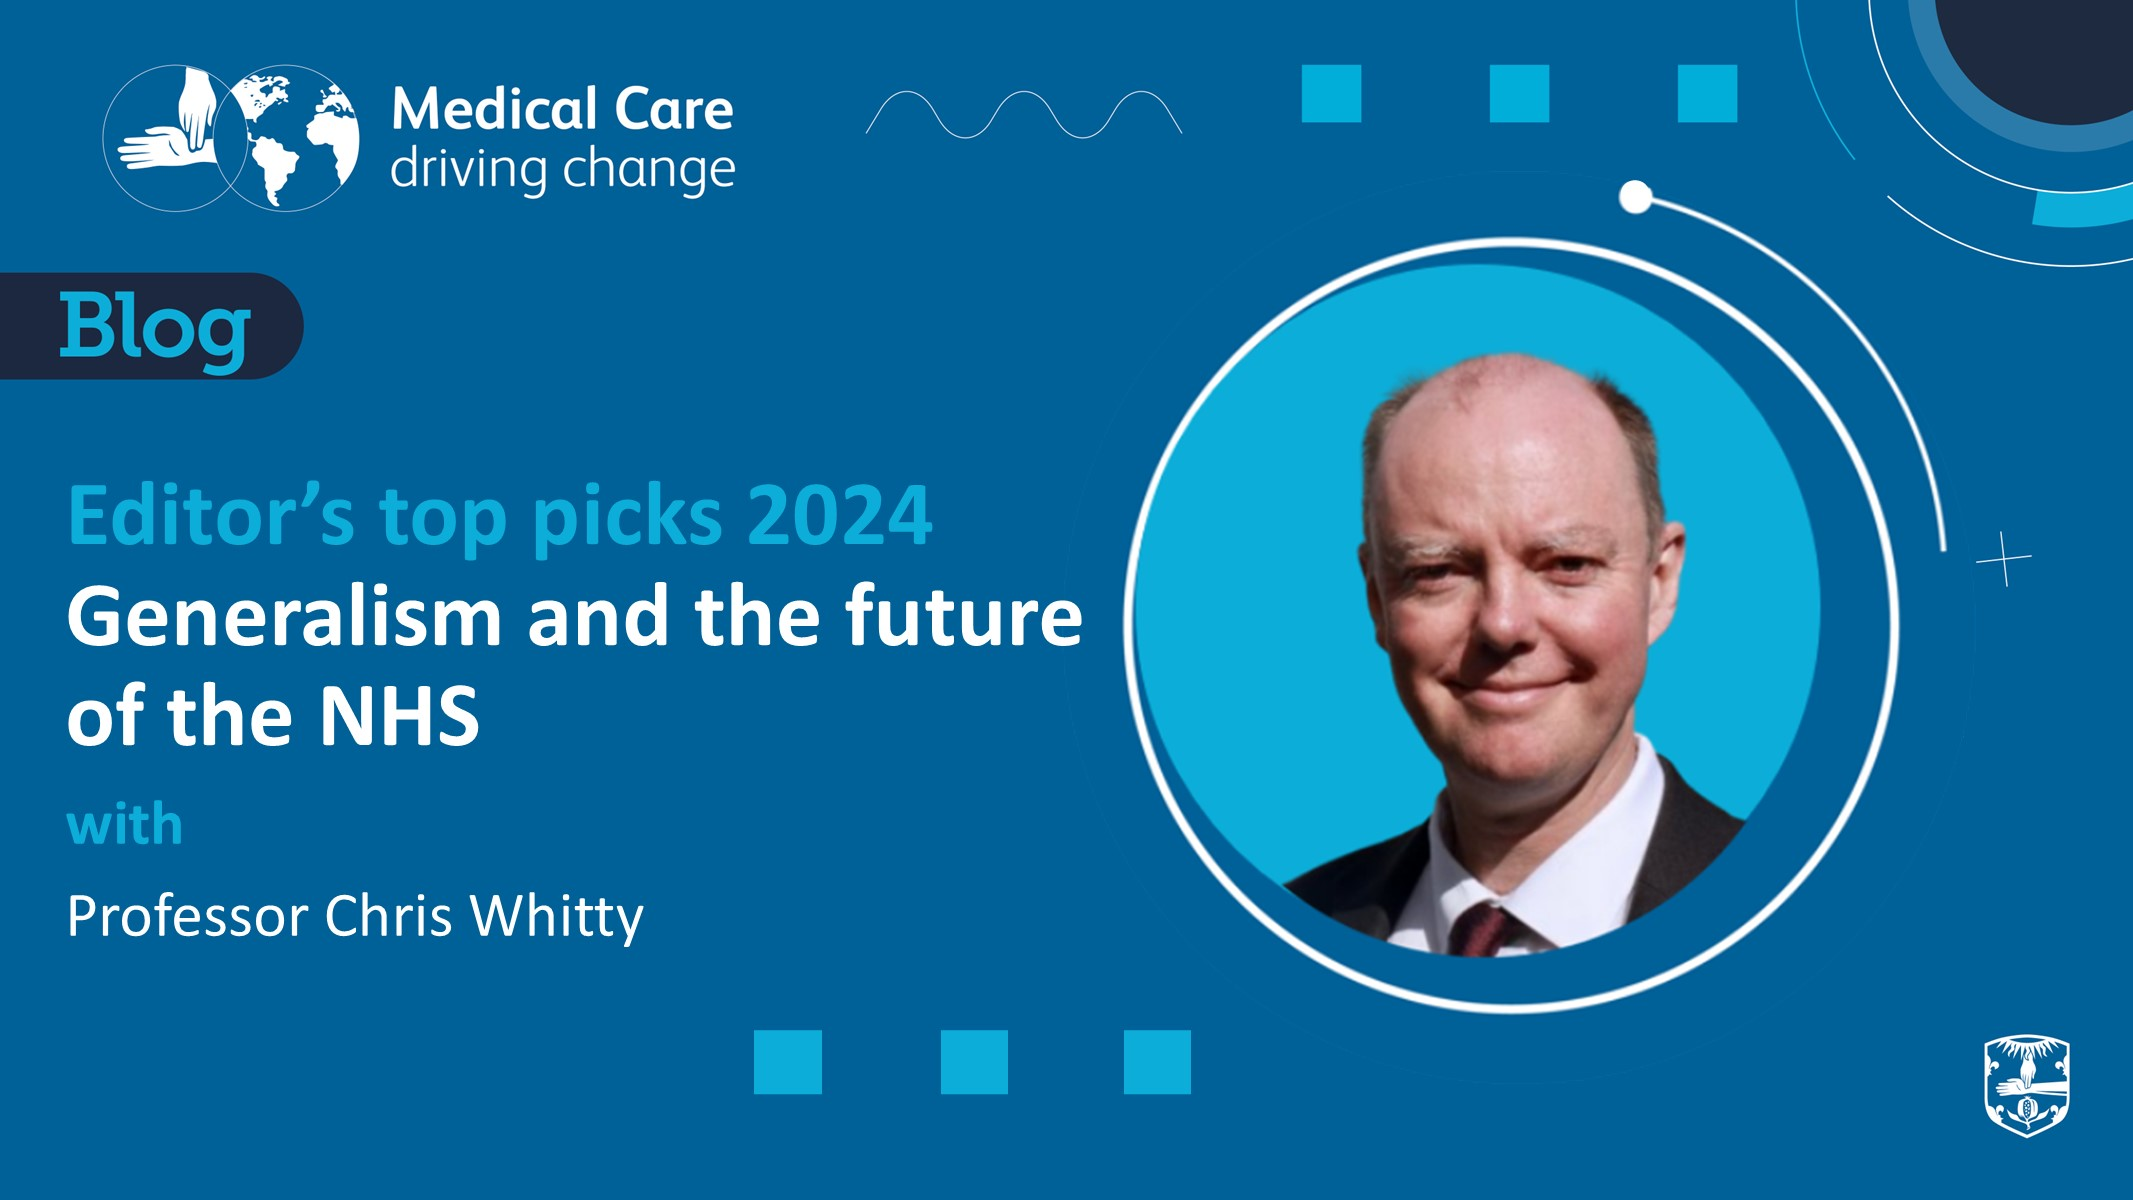 Medical Care
driving change
Blog
Editor’s top picks 2024
Generalism and the future
of the NHS
with
Professor Chris Whitty